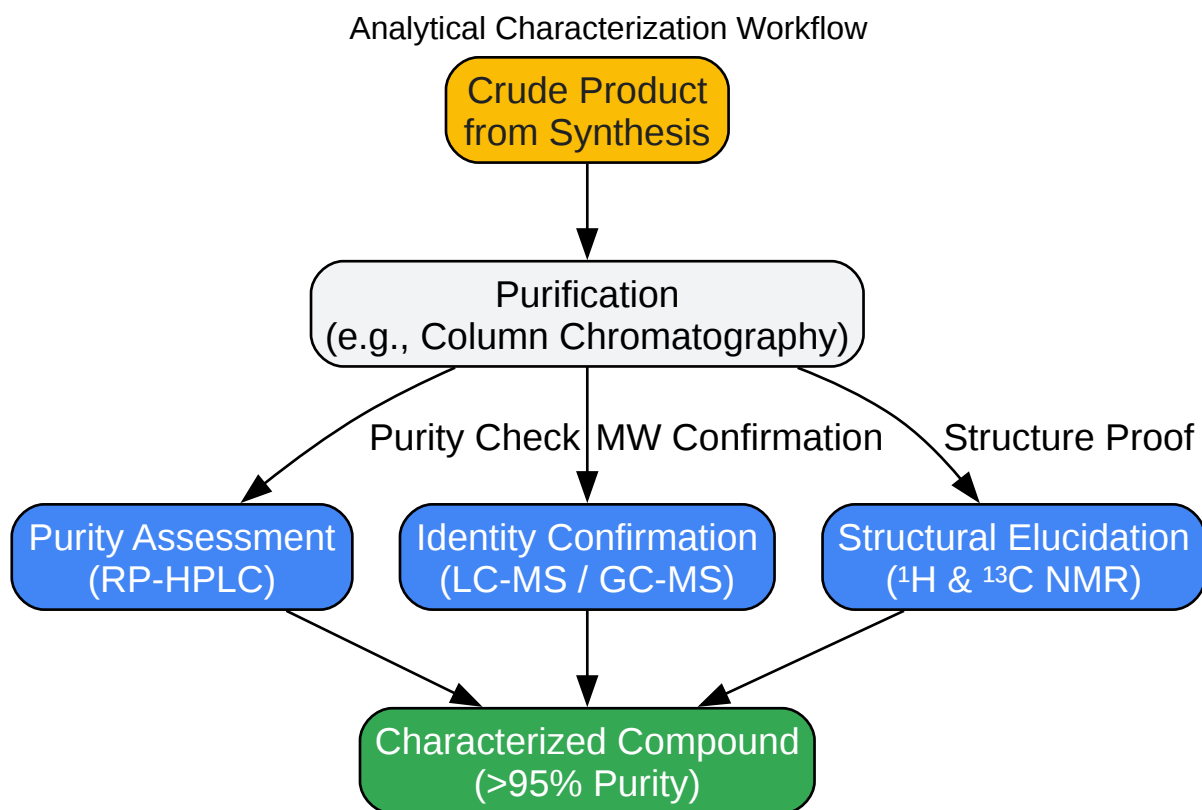 Analytical Characterization Workflow
Crude Product
from Synthesis
Purification
(e.g., Column Chromatography)
Purity Check
MW Confirmation
Structure Proof
Purity Assessment
(RP-HPLC)
Identity Confirmation
(LC-MS / GC-MS)
Structural Elucidation
(¹H & ¹³C NMR)
Characterized Compound
(>95% Purity)